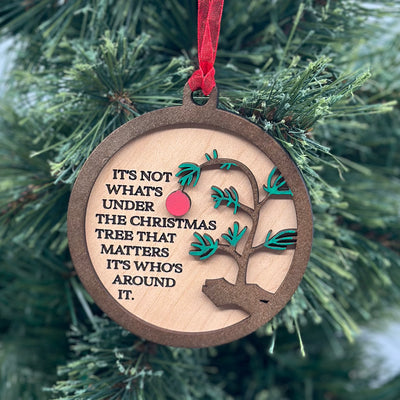 IT'S NOT
WHAT'S
UNDER
THE CHRISTMAS
TREE THAT
MATTERS
IT'S WHO'S
AROUND
IT.